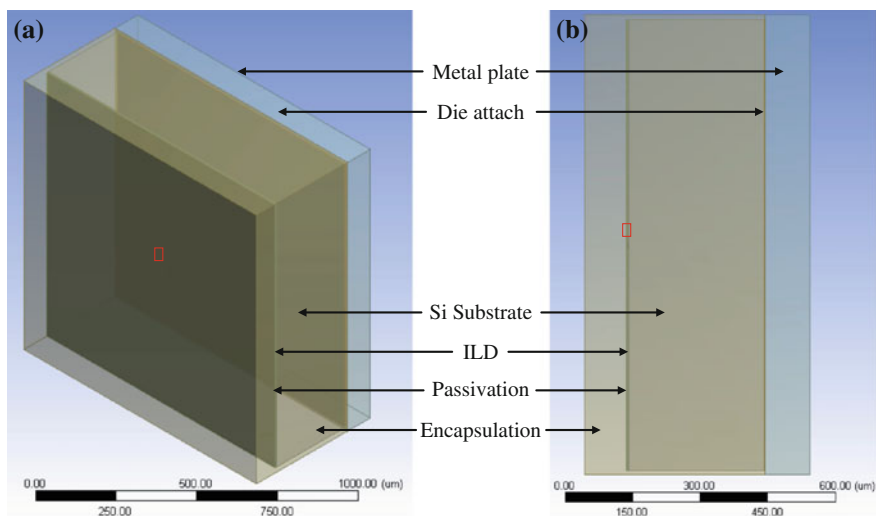 (a)
(b)
Metal plate
Die attach
Si Substrate
ILD
Passivation
Encapsulation
0.00 500.00 1000.00 (um)
250.00 750.00
0.00 300.00 600.00 (um)
150.00 450.00